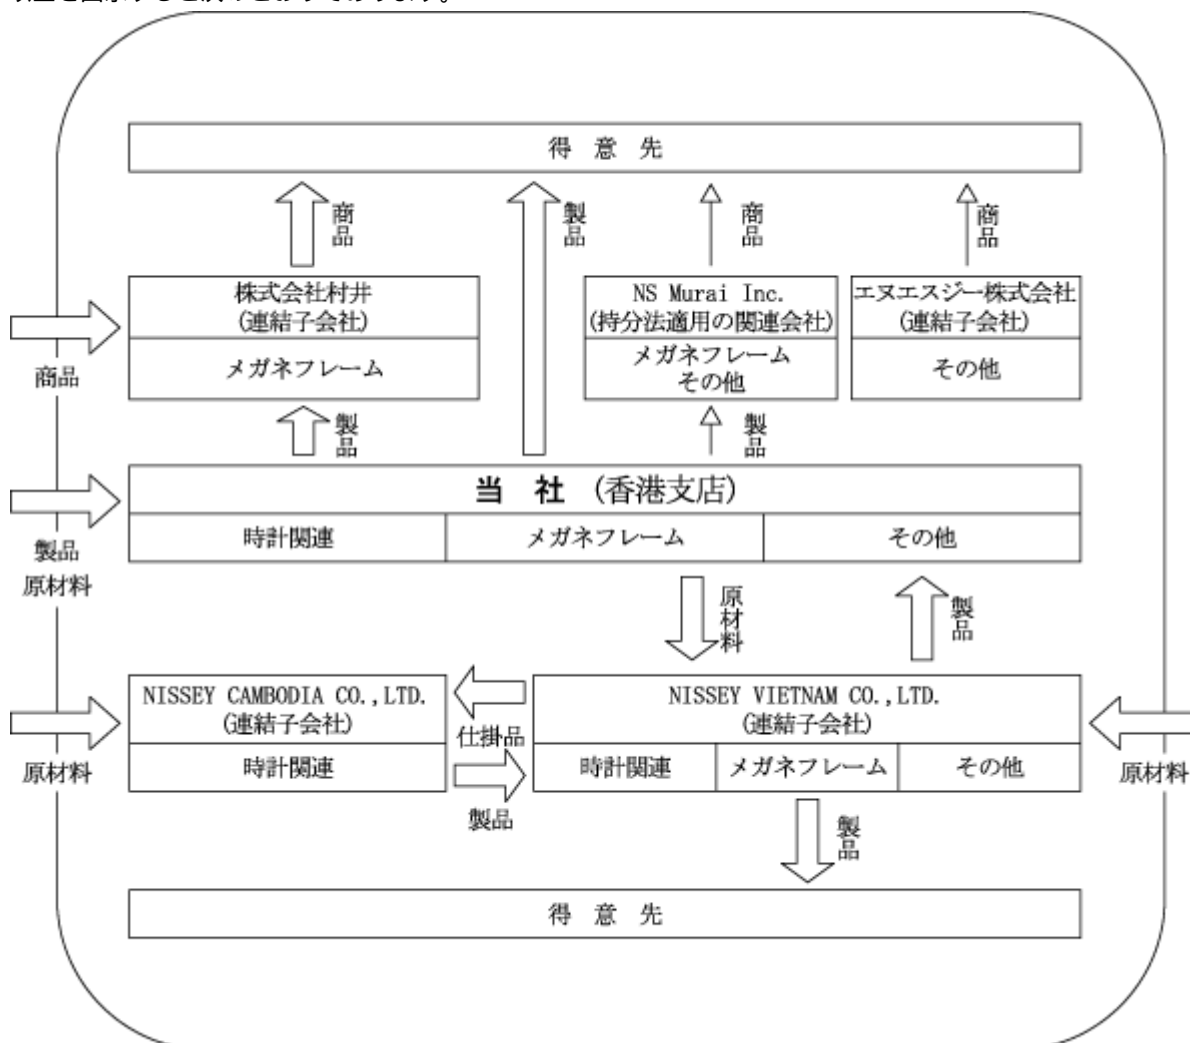 得意先
商品
製品
商品
商品
株式会社村井
(連結子会社)
メガネフレーム
NS Murai Inc.
(持分法適用の関連会社)
メガネフレーム
その他
エヌエスジー株式会社
(連結子会社)
その他
商品
製品
製品
当社(香港支店)
時計関連
メガネフレーム
その他
製品
原材料
原材料
製品
NISSEY CAMBODIA CO.,LTD.
(連結子会社)
時計関連
仕掛品
製品
NISSEY VIETNAM CO.,LTD.
(連結子会社)
時計関連
メガネフレーム
その他
原材料
原材料
製品
得意先